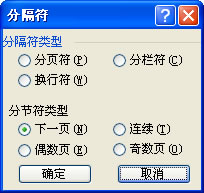 分隔符
分隔符类型
分页符(P) 分栏符(C)
换行符(W)
分节符类型
下一页(N) 连续(T)
偶数页(E) 奇数页(O)
确定 取消